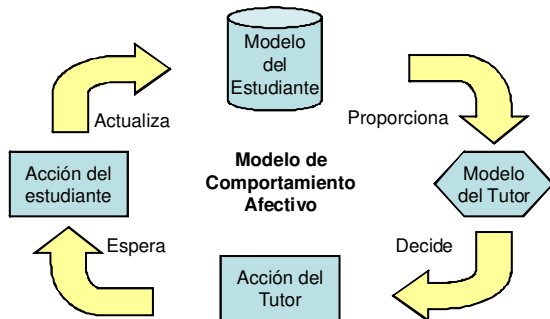 Modelo
del
Estudiante
Actualiza
Proporciona
Acción del
estudiante
Modelo de
Comportamiento
Afectivo
Modelo
del Tutor
Espera
Decide
Acción del
Tutor